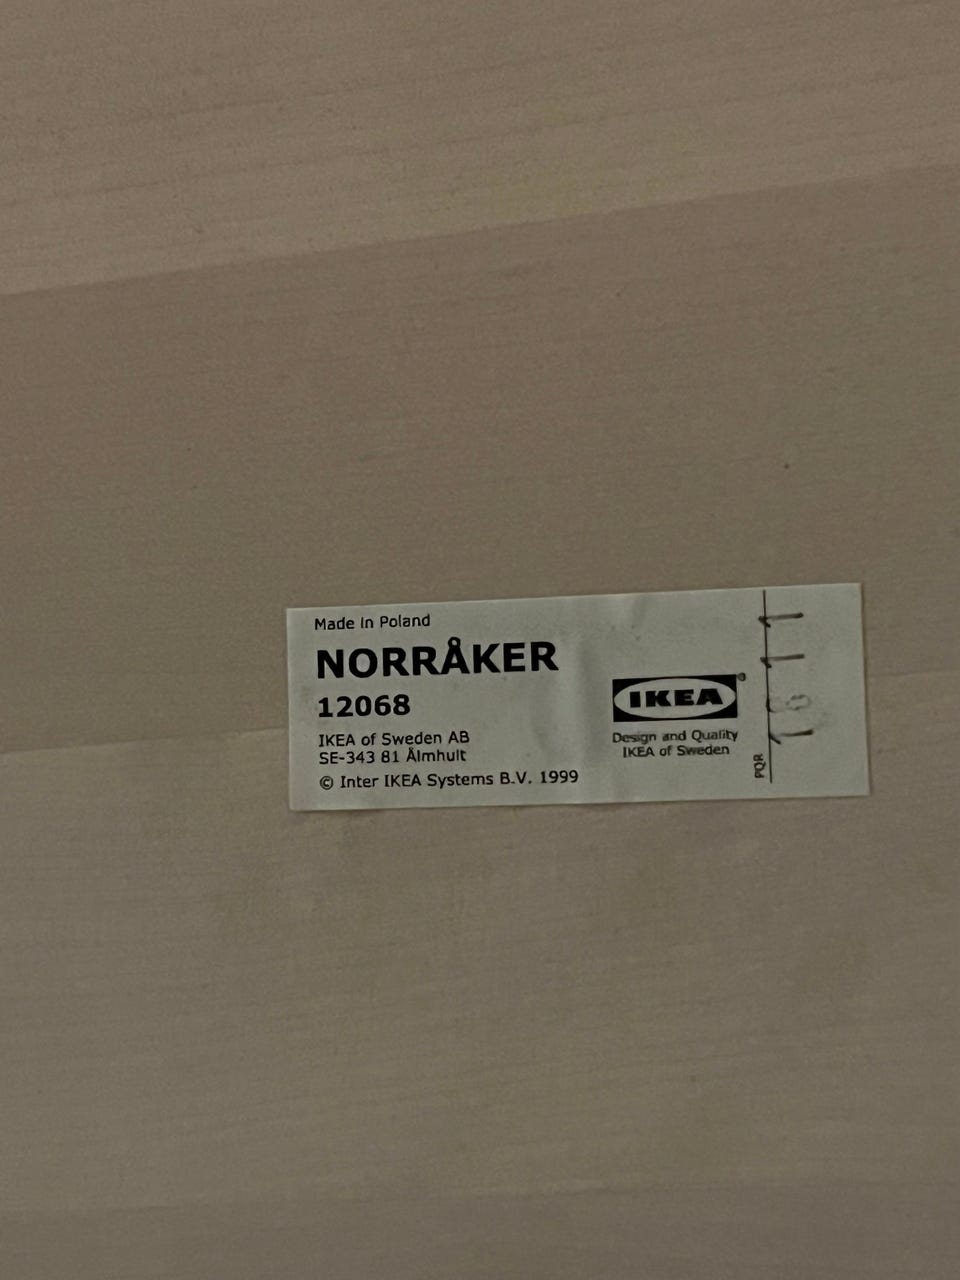 Made in Poland
NORRÅKER
12068
IKEA of Sweden AB
SE-343 81 Älmhult
© Inter IKEA Systems B.V. 1999
IKEA®
Design and Quality
IKEA of Sweden
PQR
1611